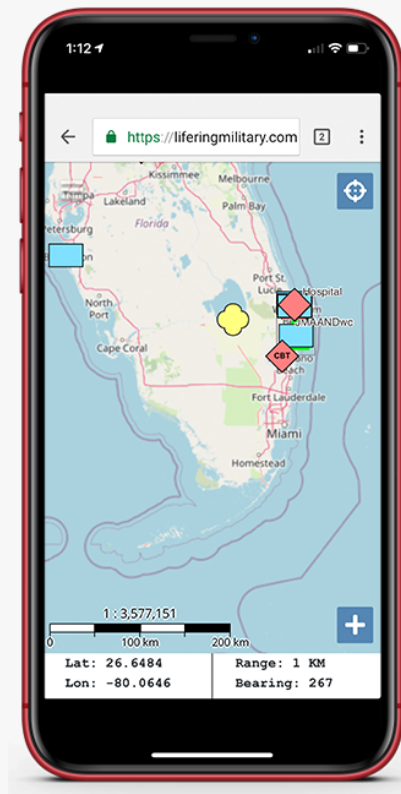 1:12
https://liferingmilitary.com
2
Kissimmee
Melbourne
Tampa
Lakeland
Palm Bay
Florida
Port St.
Lucie
Hospital
North
Port
MAANDwc
Cape Coral
CBT
Beach
Fort Lauderdale
Miami
Homestead
1 : 3,577,151
0 100 km 200 km
Lat: 26.6484 Range: 1 KM
Lon: -80.0646 Bearing: 267